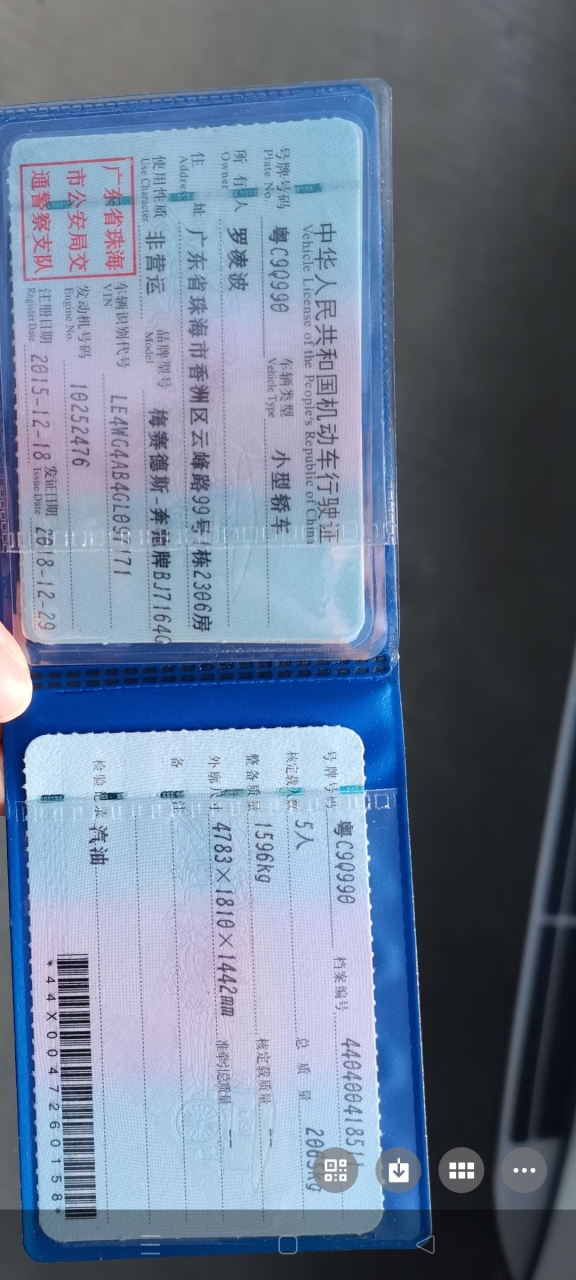 中华人民共和国机动车行驶证
Vehicle License of the People's Republic of China
号牌号码 粤C9Q990 车辆类型 小型轿车
Plate No. Vehicle Type
所有人 罗凌波
Owner
住址 广东省珠海市香洲区云峰路99号 栋2306房
Address
使用性质 非营运 品牌型号 梅赛德斯-奔驰牌BJ7164G
Use Character Model
广东省珠海
市公安局交
通警察支队
车辆识别代号
VIN
发动机号码 10252476
Engine No.
注册日期 2015-12-18 发证日期 2018-12-29
Register Date Issue Date
号牌号码 粤C9Q990 档案编号
核定载人数 5人 总质量
整备质量 1596kg 核定载质量 --
外廓尺寸 4783×1810×1442mm 准牵引总质量 --
备注
检验记录 汽油
*44X0047260158*